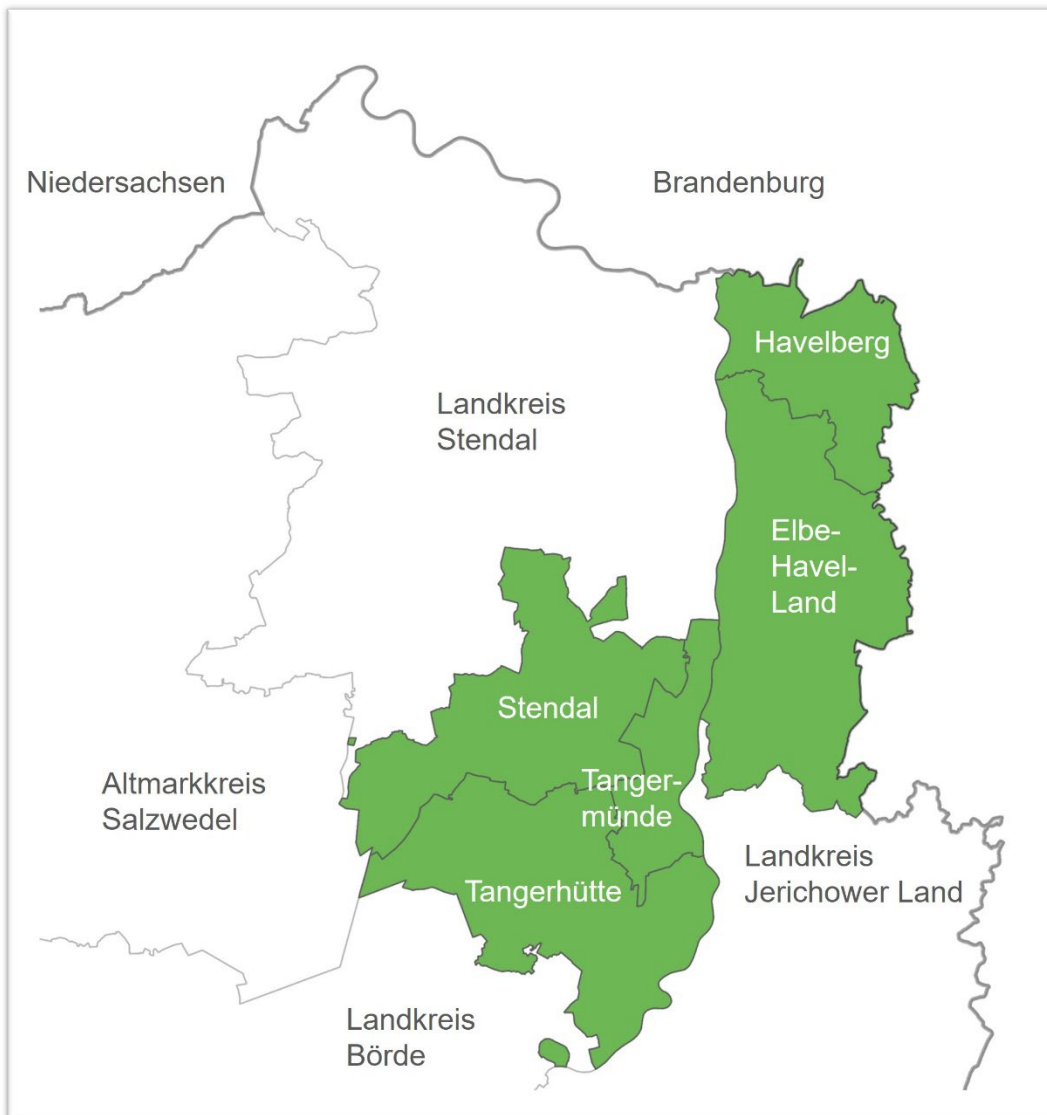 Niedersachsen
Brandenburg
Havelberg
Landkreis
Stendal
Elbe-
Havel-
Land
Stendal
Altmarkkreis
Salzwedel
Tanger-
münde
Landkreis
Jerichower Land
Tangerhütte
Landkreis
Börde